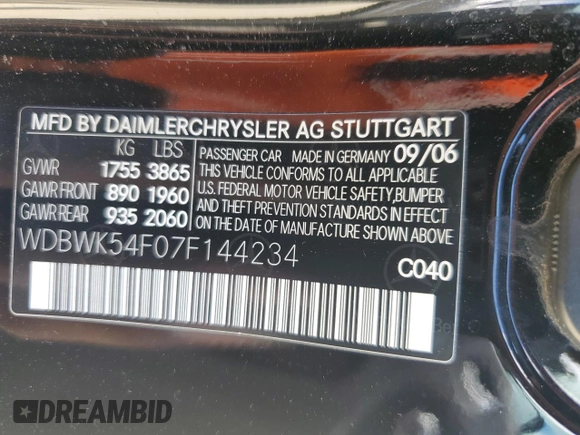 MFD BY DAIMLERCHRYSLER AG STUTTGART
KG LBS
GVWR 1755 3865
GAWR FRONT 890 1960
GAWR REAR 935 2060
PASSENGER CAR MADE IN GERMANY 09/06
THIS VEHICLE CONFORMS TO ALL APPLICABLE
U.S. FEDERAL MOTOR VEHICLE SAFETY, BUMPER
AND THEFT PREVENTION STANDARDS IN EFFECT
ON THE DATE OF MANUFACTURE SHOWN ABOVE
WDBWK54F07F144234
C040
DREAMBID